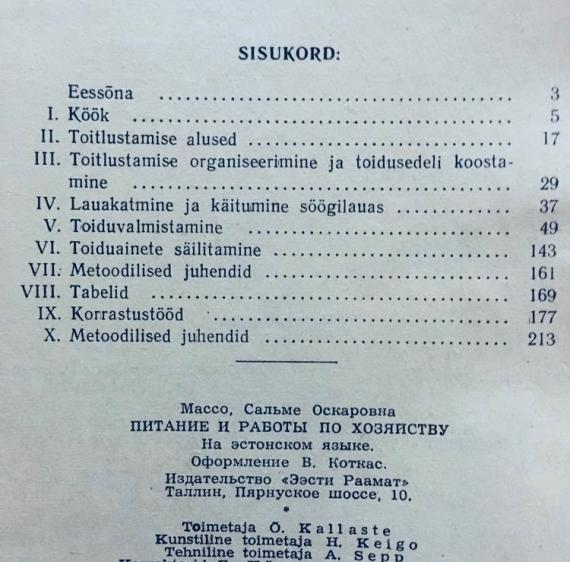 SISUKORD:
Eessõna ........ 3
I. Köök ........ 5
II. Toitlustamise alused ........ 17
III. Toitlustamise organiseerimine ja toidusedeli koosta-
mine ........ 29
IV. Lauakatmine ja käitumine söögilauas ........ 37
V. Toiduvalmistamine ........ 49
VI. Toiduainete säilitamine ........ 143
VII. Metoodilised juhendid ........ 161
VIII. Tabelid ........ 169
IX. Korrastustööd ........ 177
X. Metoodilised juhendid ........ 213
Массо, Сальме Оскаровна
ПИТАНИЕ И РАБОТЫ ПО ХОЗЯЙСТВУ
На эстонском языке.
Оформление В. Коткас.
Издательство «Ээсти Раамат»
Таллин, Пярнуское шоссе, 10.
*
Toimetaja Ö. Kallaste
Kunstiline toimetaja H. Keigo
Tehniline toimetaja A. Sepp